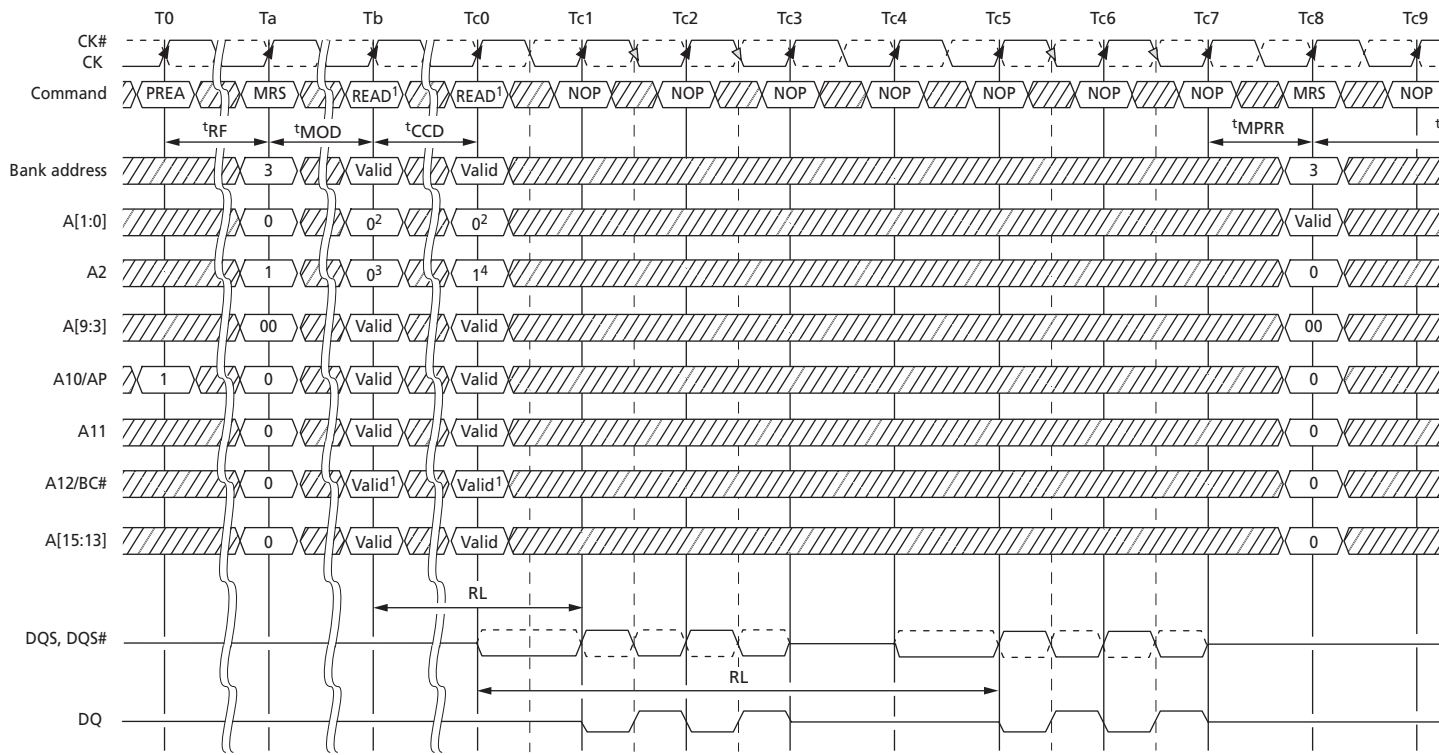 T0 Ta Tb Tc0 Tc1 Tc2 Tc3 Tc4 Tc5 Tc6 Tc7 Tc8 Tc9
CK#
CK
Command PREA MRS READ¹ READ¹ NOP NOP NOP NOP NOP NOP NOP MRS NOP
ᵗRF ᵗMOD ᵗCCD ᵗMPRR ᵗ
Bank address 3 Valid Valid 3
A[1:0] 0 0² 0² Valid
A2 1 0³ 1⁴ 0
A[9:3] 00 Valid Valid 00
A10/AP 1 0 Valid Valid 0
A11 0 Valid Valid 0
A12/BC# 0 Valid¹ Valid¹ 0
A[15:13] 0 Valid Valid 0
RL
DQS, DQS#
RL
DQ